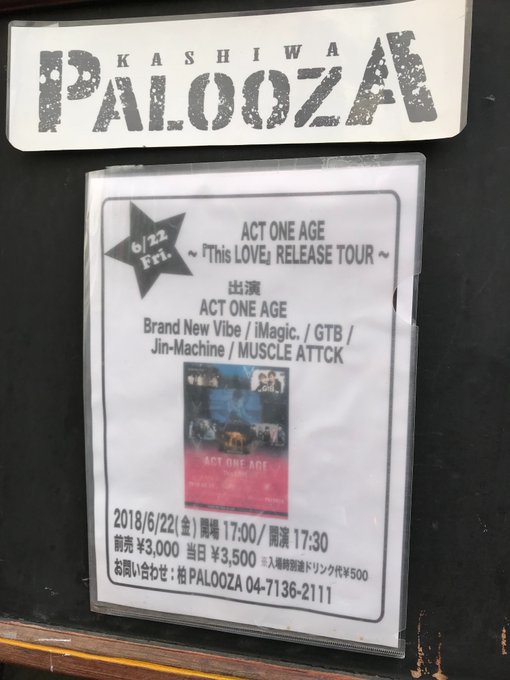 KASHIWA
PALOOZA
6/22
Fri.
ACT ONE AGE
~『This LOVE』RELEASE TOUR~
出演
ACT ONE AGE
Brand New Vibe / iMagic. / GTB /
Jin-Machine / MUSCLE ATTCK
GTB
ACT ONE AGE
This LOVE
2018/6/22(金) 開場 17:00/ 開演 17:30
前売 ¥3,000 当日 ¥3,500 ※入場時別途ドリンク代¥500
お問い合わせ：柏 PALOOZA 04-7136-2111